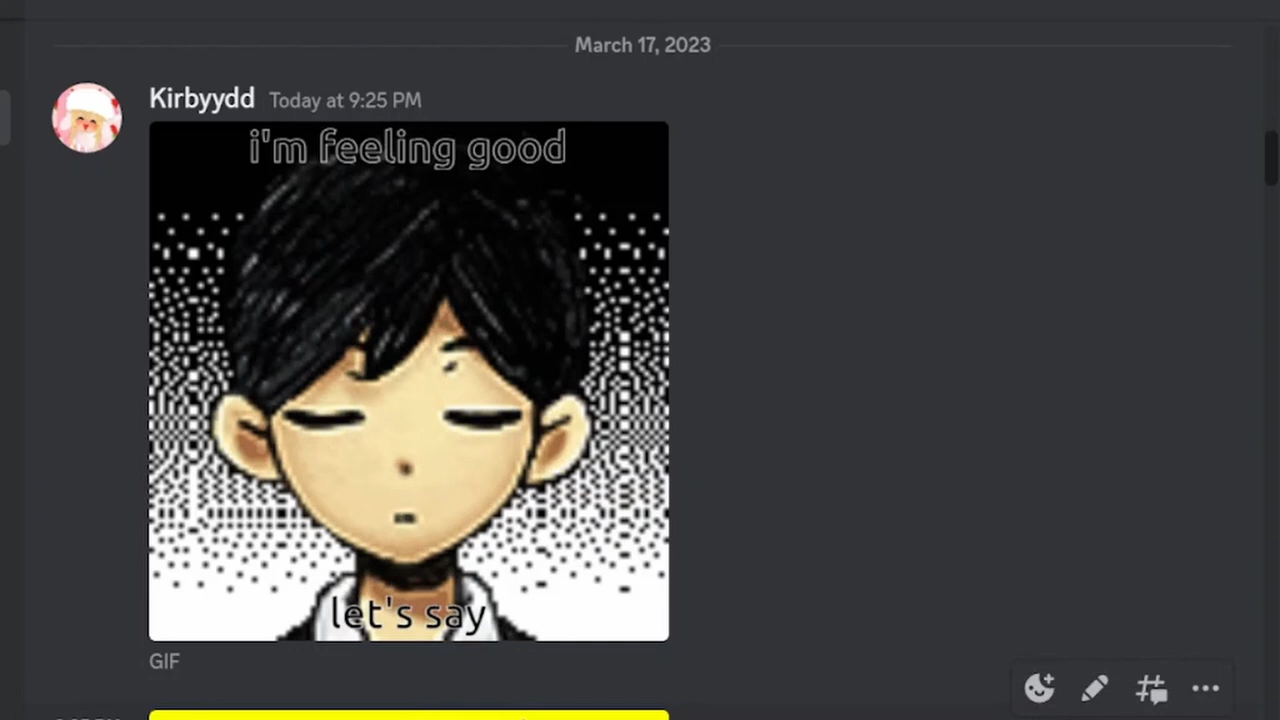 March 17, 2023
Kirbyydd Today at 9:25 PM
i'm feeling good
let's say
GIF